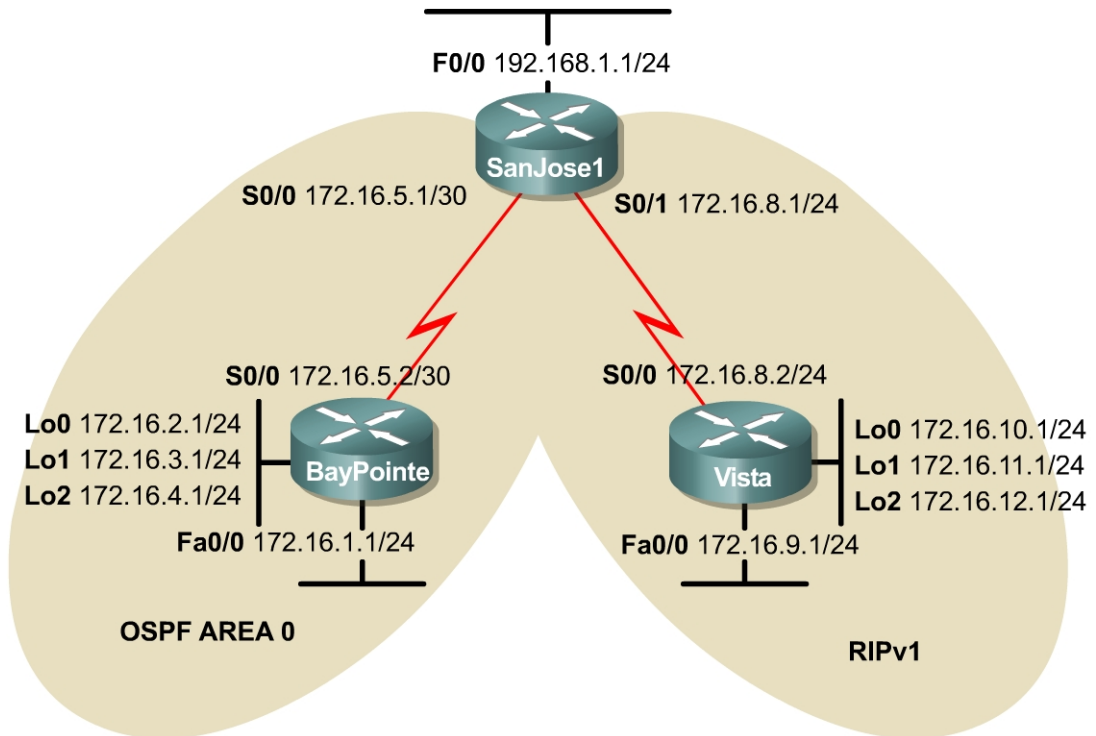 F0/0 192.168.1.1/24
SanJose1
S0/0 172.16.5.1/30
S0/1 172.16.8.1/24
S0/0 172.16.5.2/30
S0/0 172.16.8.2/24
Lo0 172.16.2.1/24
Lo1 172.16.3.1/24
Lo2 172.16.4.1/24
BayPointe
Vista
Lo0 172.16.10.1/24
Lo1 172.16.11.1/24
Lo2 172.16.12.1/24
Fa0/0 172.16.1.1/24
Fa0/0 172.16.9.1/24
OSPF AREA 0
RIPv1